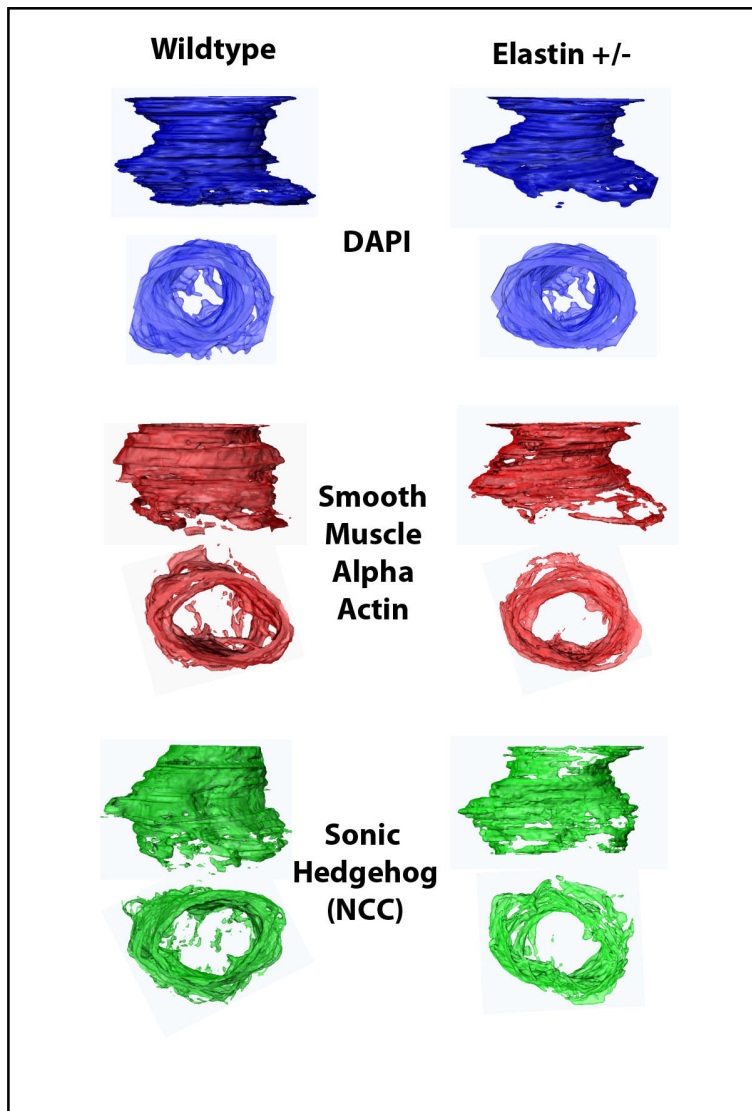 Wildtype
Elastin +/-
DAPI
Smooth
Muscle
Alpha
Actin
Sonic
Hedgehog
(NCC)